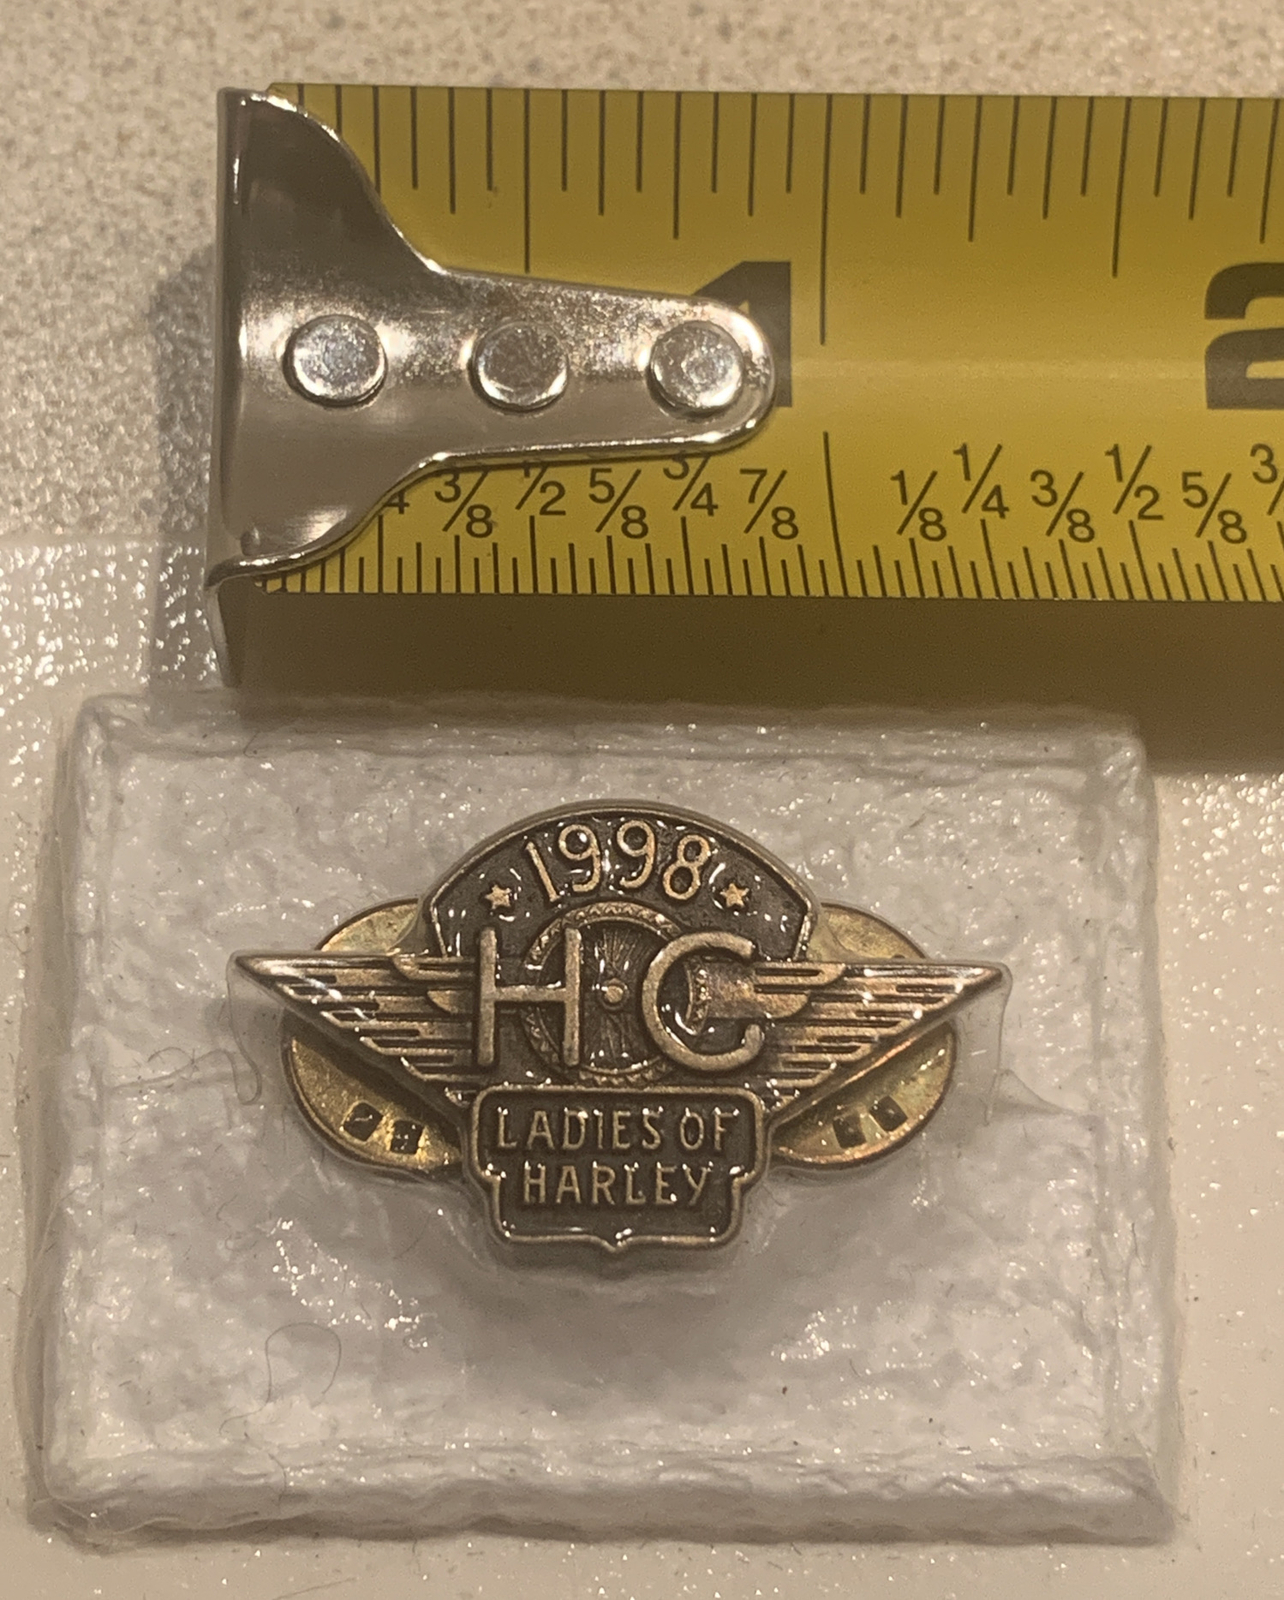 1 2
4 3/8 1/2 5/8 3/4 7/8 1/8 1/4 3/8 1/2 5/8
1998
H C
LADIES OF
HARLEY